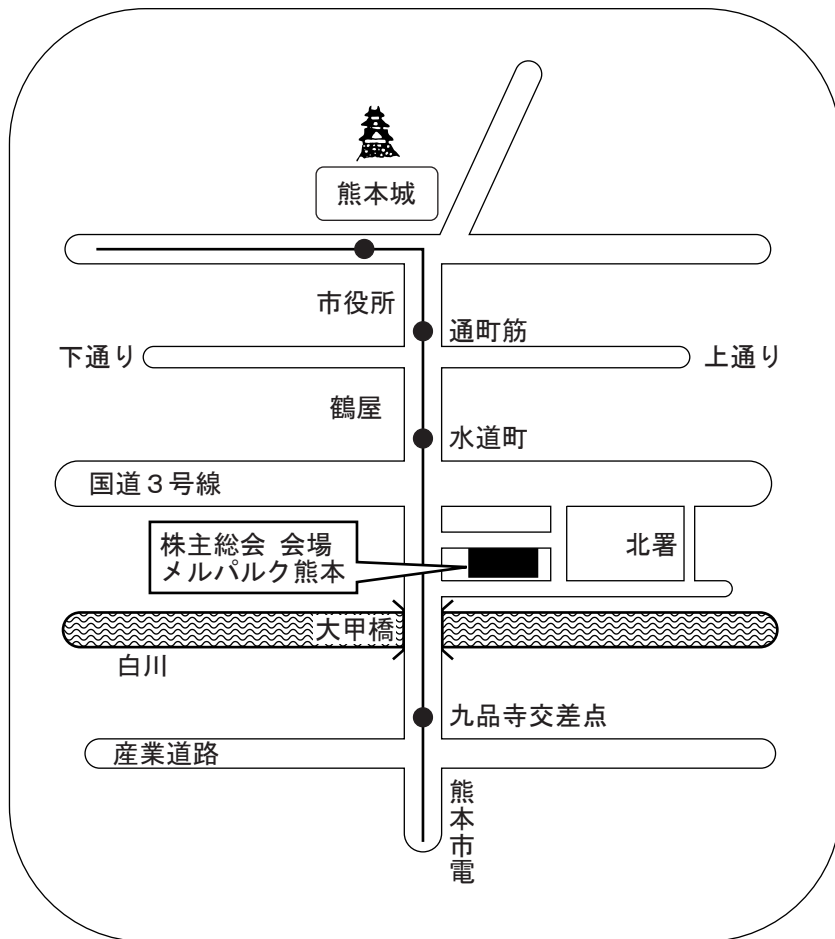 熊本城
市役所
通町筋
下通り
上通り
鶴屋
水道町
国道3号線
株主総会 会場
メルパルク熊本
北署
大甲橋
白川
九品寺交差点
産業道路
熊本市電